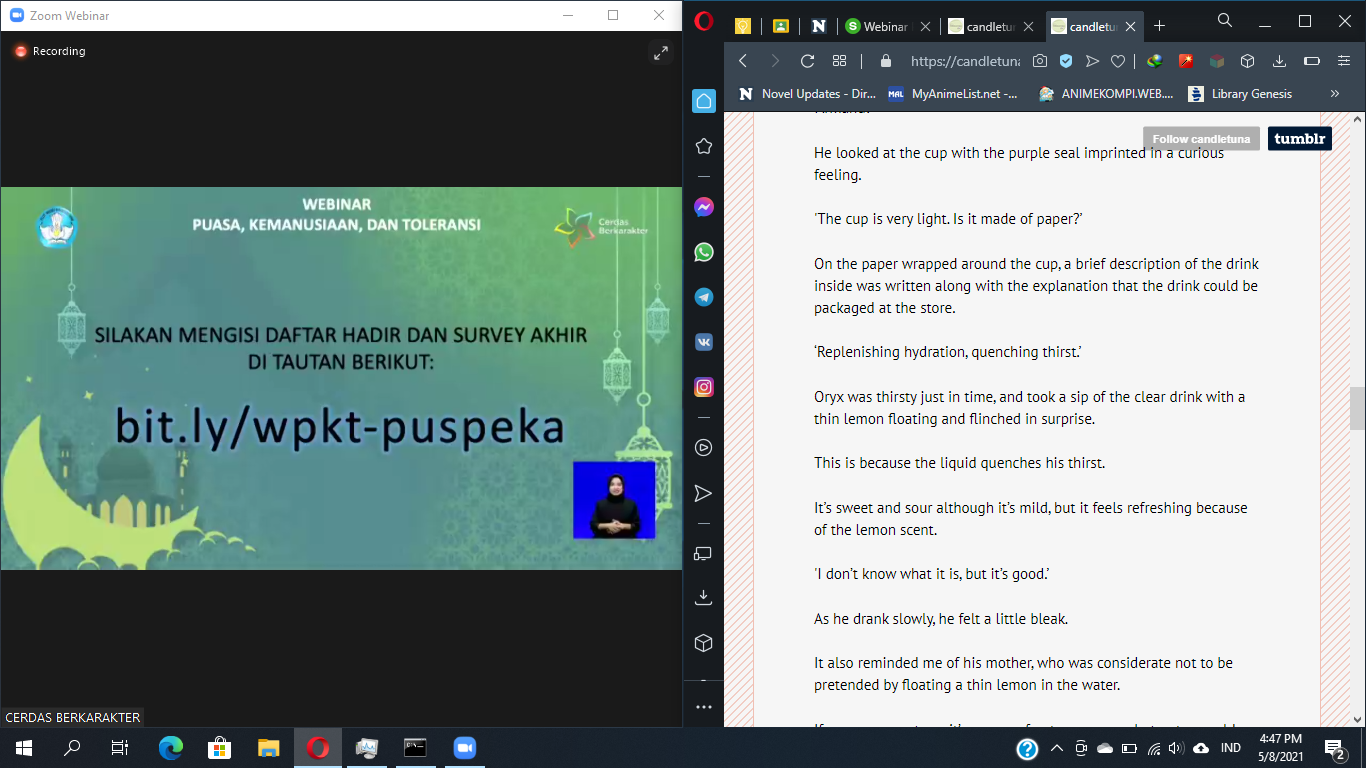 Zoom Webinar
Recording
WEBINAR
PUASA, KEMANUSIAAN, DAN TOLERANSI
Cerdas
Berkarakter
SILAKAN MENGISI DAFTAR HADIR DAN SURVEY AKHIR
DI TAUTAN BERIKUT:
bit.ly/wpkt-puspeka
CERDAS BERKARAKTER
Webinar
candletun
candletun
https://candletuna
Novel Updates - Dir...
MAL
MyAnimeList.net -...
ANIMEKOMPI.WEB....
Library Genesis
»
Follow candletuna
tumblr
He looked at the cup with the purple seal imprinted in a curious
feeling.
'The cup is very light. Is it made of paper?’
On the paper wrapped around the cup, a brief description of the drink
inside was written along with the explanation that the drink could be
packaged at the store.
‘Replenishing hydration, quenching thirst.’
Oryx was thirsty just in time, and took a sip of the clear drink with a
thin lemon floating and flinched in surprise.
This is because the liquid quenches his thirst.
It’s sweet and sour although it’s mild, but it feels refreshing because
of the lemon scent.
'I don’t know what it is, but it’s good.’
As he drank slowly, he felt a little bleak.
It also reminded me of his mother, who was considerate not to be
pretended by floating a thin lemon in the water.
IND
4:47 PM
5/8/2021
2